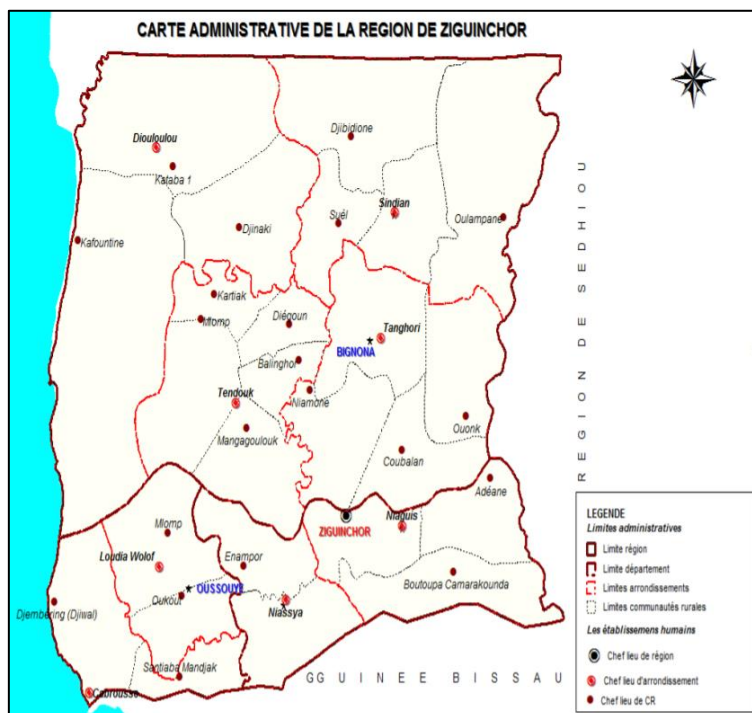 CARTE ADMINISTRATIVE DE LA REGION DE ZIGUINCHOR
Djibidione
Diouloulou
Kataba 1
Sindian
Suél
Oulampane
Djinaki
Kafountine
REGION DE SEDHIOU
Kartiak
Mlomp
Diégoun
Tanghori
BIGNONA
Balinghor
Tendouk
Niamone
Mangagoulouk
Ouonk
Coubalan
Adéane
ZIGUINCHOR
Niaguis
Mlomp
Loudia Wolof
Enampor
OUSSOUYE
Oukout
Boutoupa Camarakounda
Djembéring (Djiwal)
Niassya
Santiaba Mandjak
Cabrousse
GGUINEE BISSAU
LEGENDE
Limites administratives
Limite région
Limite département
Limites arrondissements
Limites communautés rurales
Les établissemens humains
Chef lieu de région
Chef lieu d'arrondissement
Chef lieu de CR